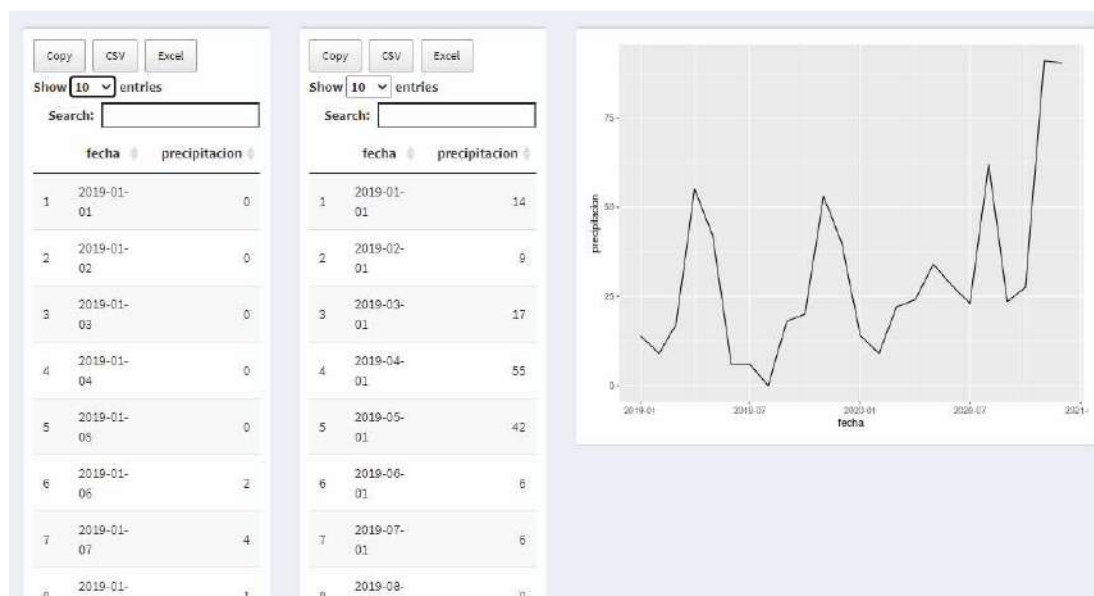 Copy CSV Excel
Show 10 entries
Search:
fecha precipitacion
1 2019-01-01 0
2 2019-01-02 0
3 2019-01-03 0
4 2019-01-04 0
5 2019-01-05 0
6 2019-01-06 2
7 2019-01-07 4
2019-01- 1
Copy CSV Excel
Show 10 entries
Search:
fecha precipitacion
1 2019-01-01 14
2 2019-02-01 9
3 2019-03-01 17
4 2019-04-01 55
5 2019-05-01 42
6 2019-06-01 6
7 2019-07-01 6
2019-08-
precipitacion
75
50
25
0
2019-01 2019-07 2020-01 2020-07 2021-
fecha